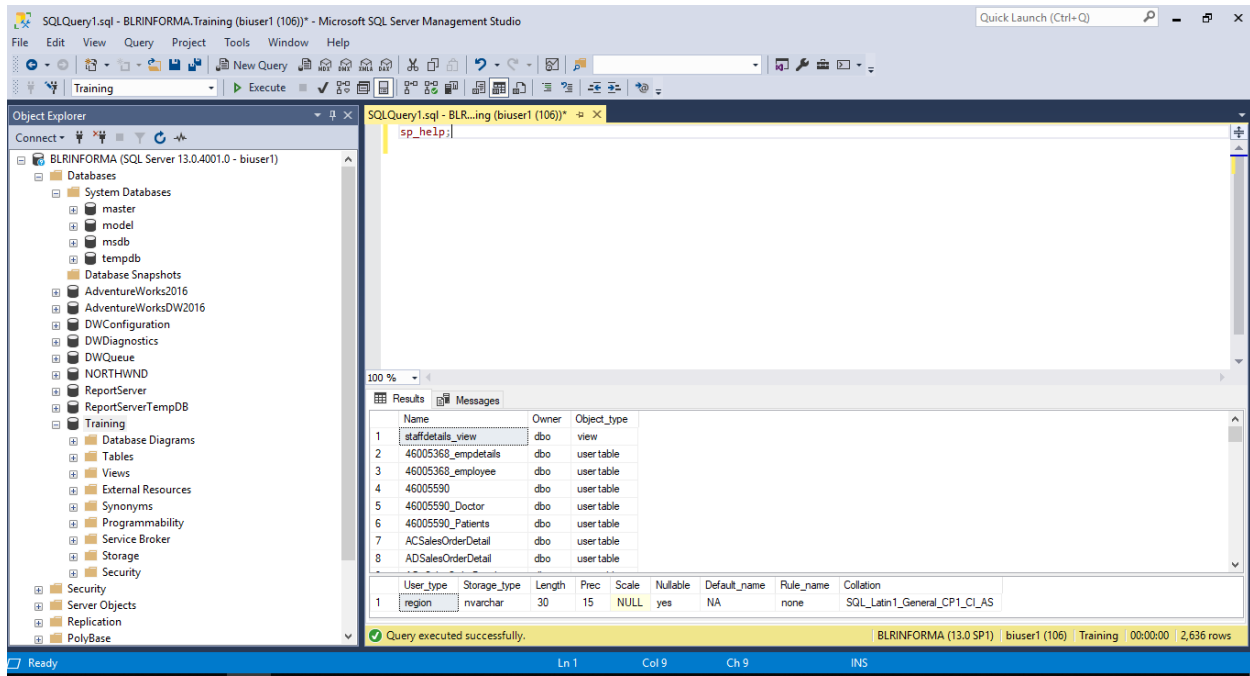 SQLQuery1.sql - BLRINFORMA.Training (biuser1 (106))* - Microsoft SQL Server Management Studio
Quick Launch (Ctrl+Q)
File Edit View Query Project Tools Window Help
New Query
Training
Execute
Object Explorer
Connect
BLRINFORMA (SQL Server 13.0.4001.0 - biuser1)
Databases
System Databases
master
model
msdb
tempdb
Database Snapshots
AdventureWorks2016
AdventureWorksDW2016
DWConfiguration
DWDiagnostics
DWQueue
NORTHWND
ReportServer
ReportServerTempDB
Training
Database Diagrams
Tables
Views
External Resources
Synonyms
Programmability
Service Broker
Storage
Security
Security
Server Objects
Replication
PolyBase
SQLQuery1.sql - BLR...ing (biuser1 (106))*
sp_help;
100 %
Results Messages
Name Owner Object_type
1 staffdetails_view dbo view
2 46005368_empdetails dbo user table
3 46005368_employee dbo user table
4 46005590 dbo user table
5 46005590_Doctor dbo user table
6 46005590_Patients dbo user table
7 ACSalesOrderDetail dbo user table
8 ADSalesOrderDetail dbo user table
User_type Storage_type Length Prec Scale Nullable Default_name Rule_name Collation
1 region nvarchar 30 15 NULL yes NA none SQL_Latin1_General_CP1_CI_AS
Query executed successfully.
BLRINFORMA (13.0 SP1) biuser1 (106) Training 00:00:00 2,636 rows
Ready Ln 1 Col 9 Ch 9 INS